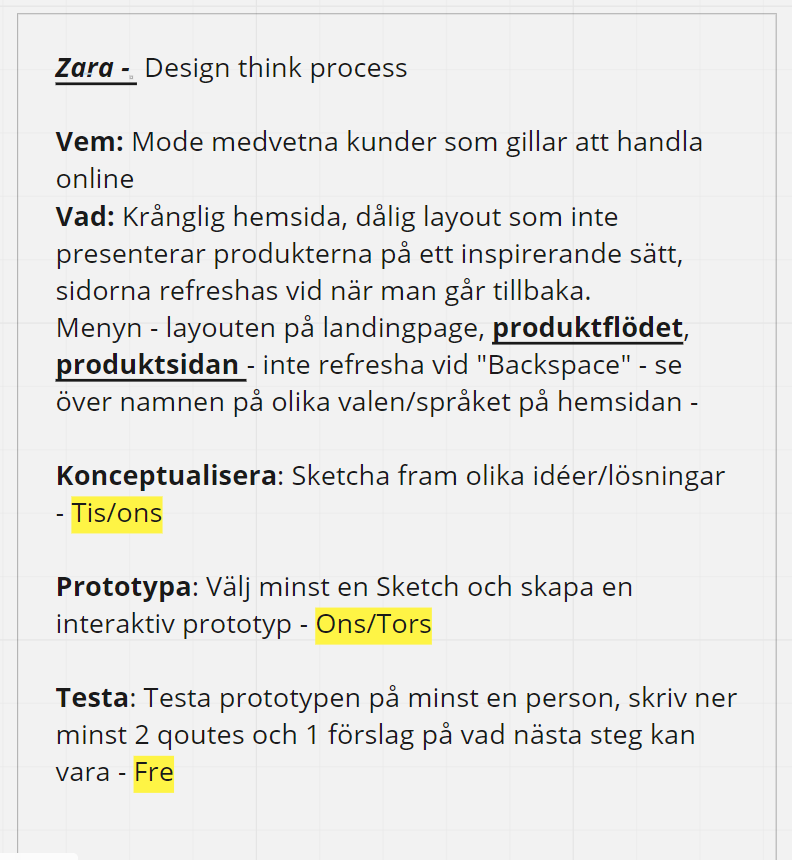 Zara - Design think process
Vem: Mode medvetna kunder som gillar att handla
online
Vad: Krånglig hemsida, dålig layout som inte
presenterar produkterna på ett inspirerande sätt,
sidorna refreshas vid när man går tillbaka.
Menyn - layouten på landingpage, produktflödet,
produktsidan - inte refresha vid "Backspace" - se
över namnen på olika valen/språket på hemsidan -
Konceptualisera: Sketcha fram olika idéer/lösningar
- Tis/ons
Prototypa: Välj minst en Sketch och skapa en
interaktiv prototyp - Ons/Tors
Testa: Testa prototypen på minst en person, skriv ner
minst 2 qoutes och 1 förslag på vad nästa steg kan
vara - Fre